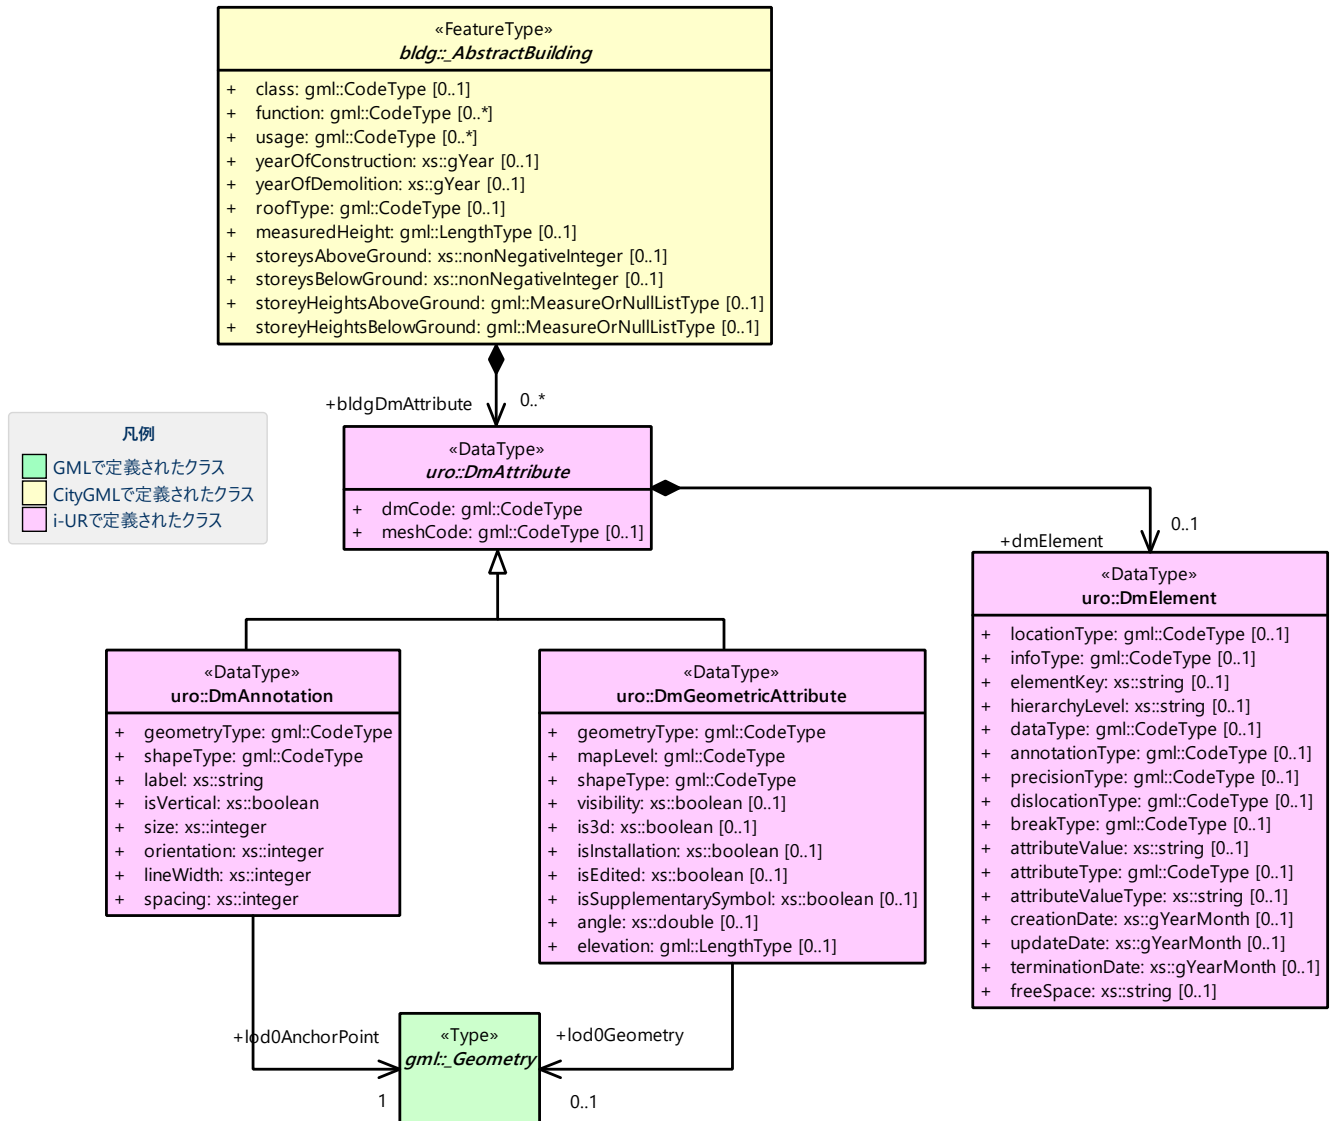 «FeatureType»
bldg::_AbstractBuilding
+ class: gml::CodeType [0..1]
+ function: gml::CodeType [0..*]
+ usage: gml::CodeType [0..*]
+ yearOfConstruction: xs::gYear [0..1]
+ yearOfDemolition: xs::gYear [0..1]
+ roofType: gml::CodeType [0..1]
+ measuredHeight: gml::LengthType [0..1]
+ storeysAboveGround: xs::nonNegativeInteger [0..1]
+ storeysBelowGround: xs::nonNegativeInteger [0..1]
+ storeyHeightsAboveGround: gml::MeasureOrNullListType [0..1]
+ storeyHeightsBelowGround: gml::MeasureOrNullListType [0..1]
+bldgDmAttribute
0..*
凡例
GMLで定義されたクラス
CityGMLで定義されたクラス
i-URで定義されたクラス
«DataType»
uro::DmAttribute
+ dmCode: gml::CodeType
+ meshCode: gml::CodeType [0..1]
0..1
+dmElement
«DataType»
uro::DmElement
+ locationType: gml::CodeType [0..1]
+ infoType: gml::CodeType [0..1]
+ elementKey: xs::string [0..1]
+ hierarchyLevel: xs::string [0..1]
+ dataType: gml::CodeType [0..1]
+ annotationType: gml::CodeType [0..1]
+ precisionType: gml::CodeType [0..1]
+ dislocationType: gml::CodeType [0..1]
+ breakType: gml::CodeType [0..1]
+ attributeValue: xs::string [0..1]
+ attributeType: gml::CodeType [0..1]
+ attributeValueType: xs::string [0..1]
+ creationDate: xs::gYearMonth [0..1]
+ updateDate: xs::gYearMonth [0..1]
+ terminationDate: xs::gYearMonth [0..1]
+ freeSpace: xs::string [0..1]
«DataType»
uro::DmAnnotation
+ geometryType: gml::CodeType
+ shapeType: gml::CodeType
+ label: xs::string
+ isVertical: xs::boolean
+ size: xs::integer
+ orientation: xs::integer
+ lineWidth: xs::integer
+ spacing: xs::integer
«DataType»
uro::DmGeometricAttribute
+ geometryType: gml::CodeType
+ mapLevel: gml::CodeType
+ shapeType: gml::CodeType
+ visibility: xs::boolean [0..1]
+ is3d: xs::boolean [0..1]
+ isInstallation: xs::boolean [0..1]
+ isEdited: xs::boolean [0..1]
+ isSupplementarySymbol: xs::boolean [0..1]
+ angle: xs::double [0..1]
+ elevation: gml::LengthType [0..1]
+lod0AnchorPoint
1
«Type»
gml::_Geometry
+lod0Geometry
0..1